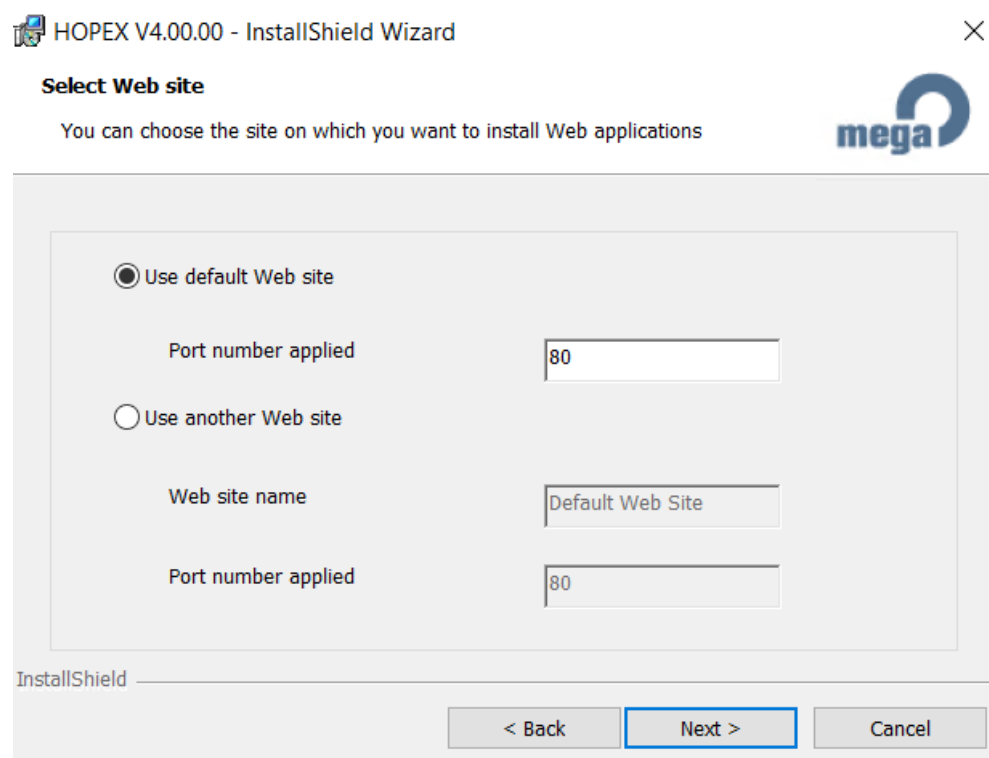 HOPEX V4.00.00 - InstallShield Wizard
Select Web site
You can choose the site on which you want to install Web applications
mega
Use default Web site
Port number applied
80
Use another Web site
Web site name
Default Web Site
Port number applied
80
InstallShield
< Back
Next >
Cancel